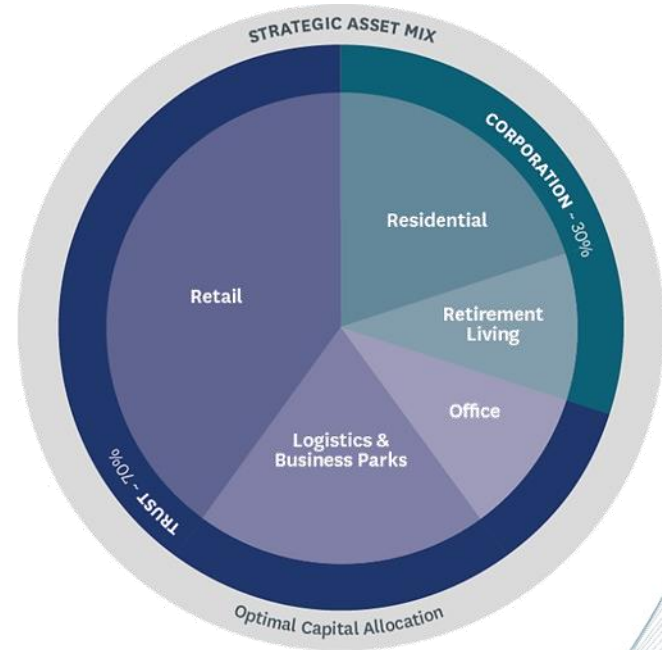 STRATEGIC ASSET MIX
CORPORATION ~ 30%
Residential
Retail
Retirement
Living
Office
Logistics &
Business Parks
TRUST ~ 70%
Optimal Capital Allocation